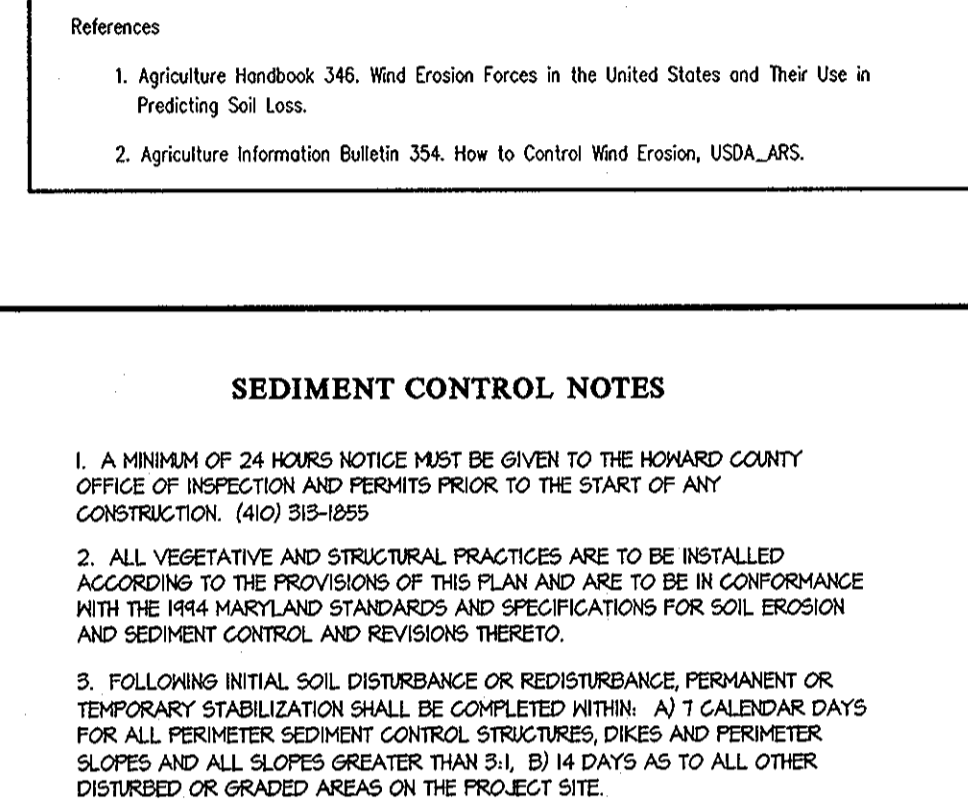 References
1. Agriculture Handbook 346. Wind Erosion Forces in the United States and Their Use in
Predicting Soil Loss.
2. Agriculture Information Bulletin 354. How to Control Wind Erosion, USDA_ARS.
SEDIMENT CONTROL NOTES
1. A MINIMUM OF 24 HOURS NOTICE MUST BE GIVEN TO THE HOWARD COUNTY
OFFICE OF INSPECTION AND PERMITS PRIOR TO THE START OF ANY
CONSTRUCTION. (410) 313-1855
2. ALL VEGETATIVE AND STRUCTURAL PRACTICES ARE TO BE INSTALLED
ACCORDING TO THE PROVISIONS OF THIS PLAN AND ARE TO BE IN CONFORMANCE
WITH THE 1994 MARYLAND STANDARDS AND SPECIFICATIONS FOR SOIL EROSION
AND SEDIMENT CONTROL AND REVISIONS THERETO.
3. FOLLOWING INITIAL SOIL DISTURBANCE OR REDISTURBANCE, PERMANENT OR
TEMPORARY STABILIZATION SHALL BE COMPLETED WITHIN: A) 7 CALENDAR DAYS
FOR ALL PERIMETER SEDIMENT CONTROL STRUCTURES, DIKES AND PERIMETER
SLOPES AND ALL SLOPES GREATER THAN 3:1, B) 14 DAYS AS TO ALL OTHER
DISTURBED OR GRADED AREAS ON THE PROJECT SITE.